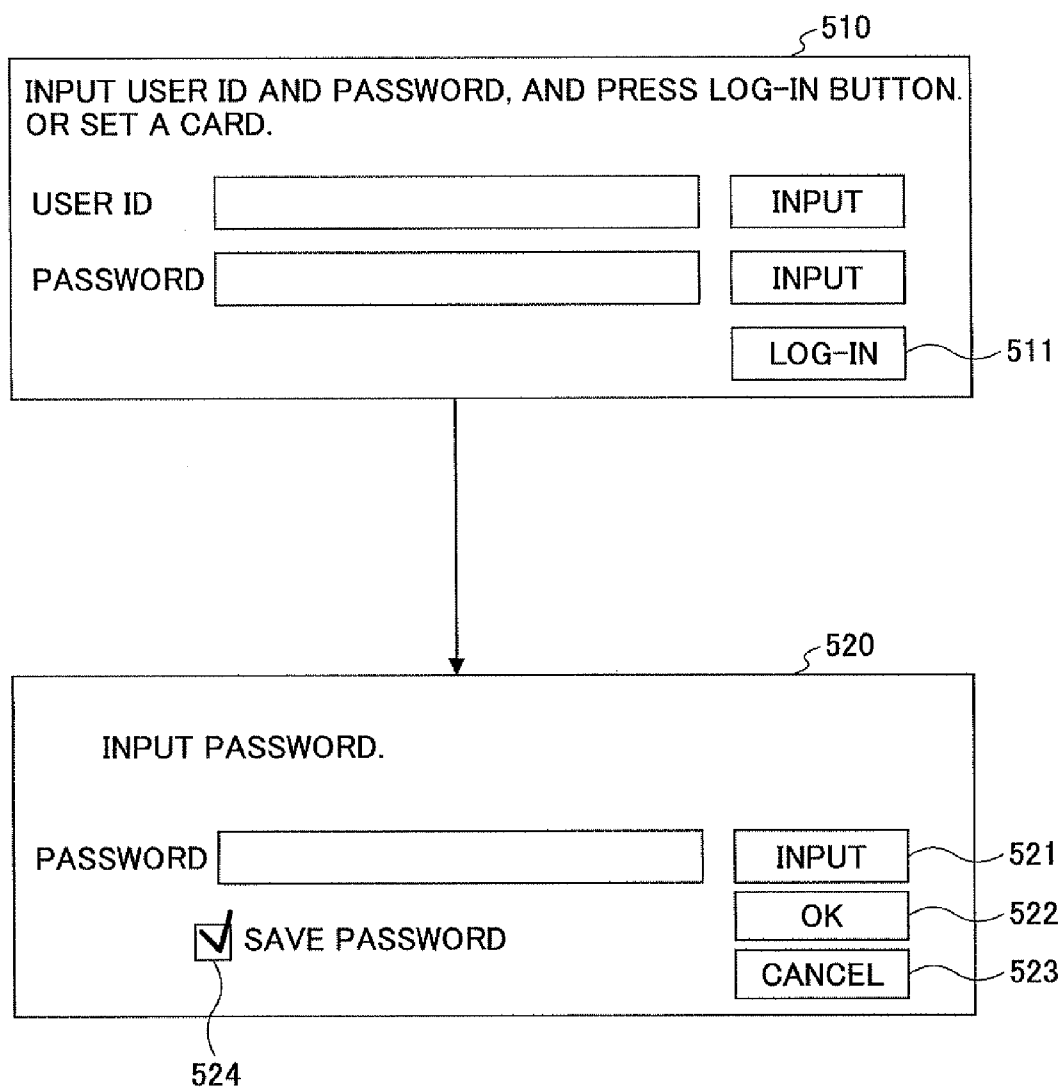 510
INPUT USER ID AND PASSWORD, AND PRESS LOG-IN BUTTON.
OR SET A CARD.
USER ID INPUT
PASSWORD INPUT
LOG-IN 511
520
INPUT PASSWORD.
PASSWORD INPUT 521
OK 522
SAVE PASSWORD
CANCEL 523
524